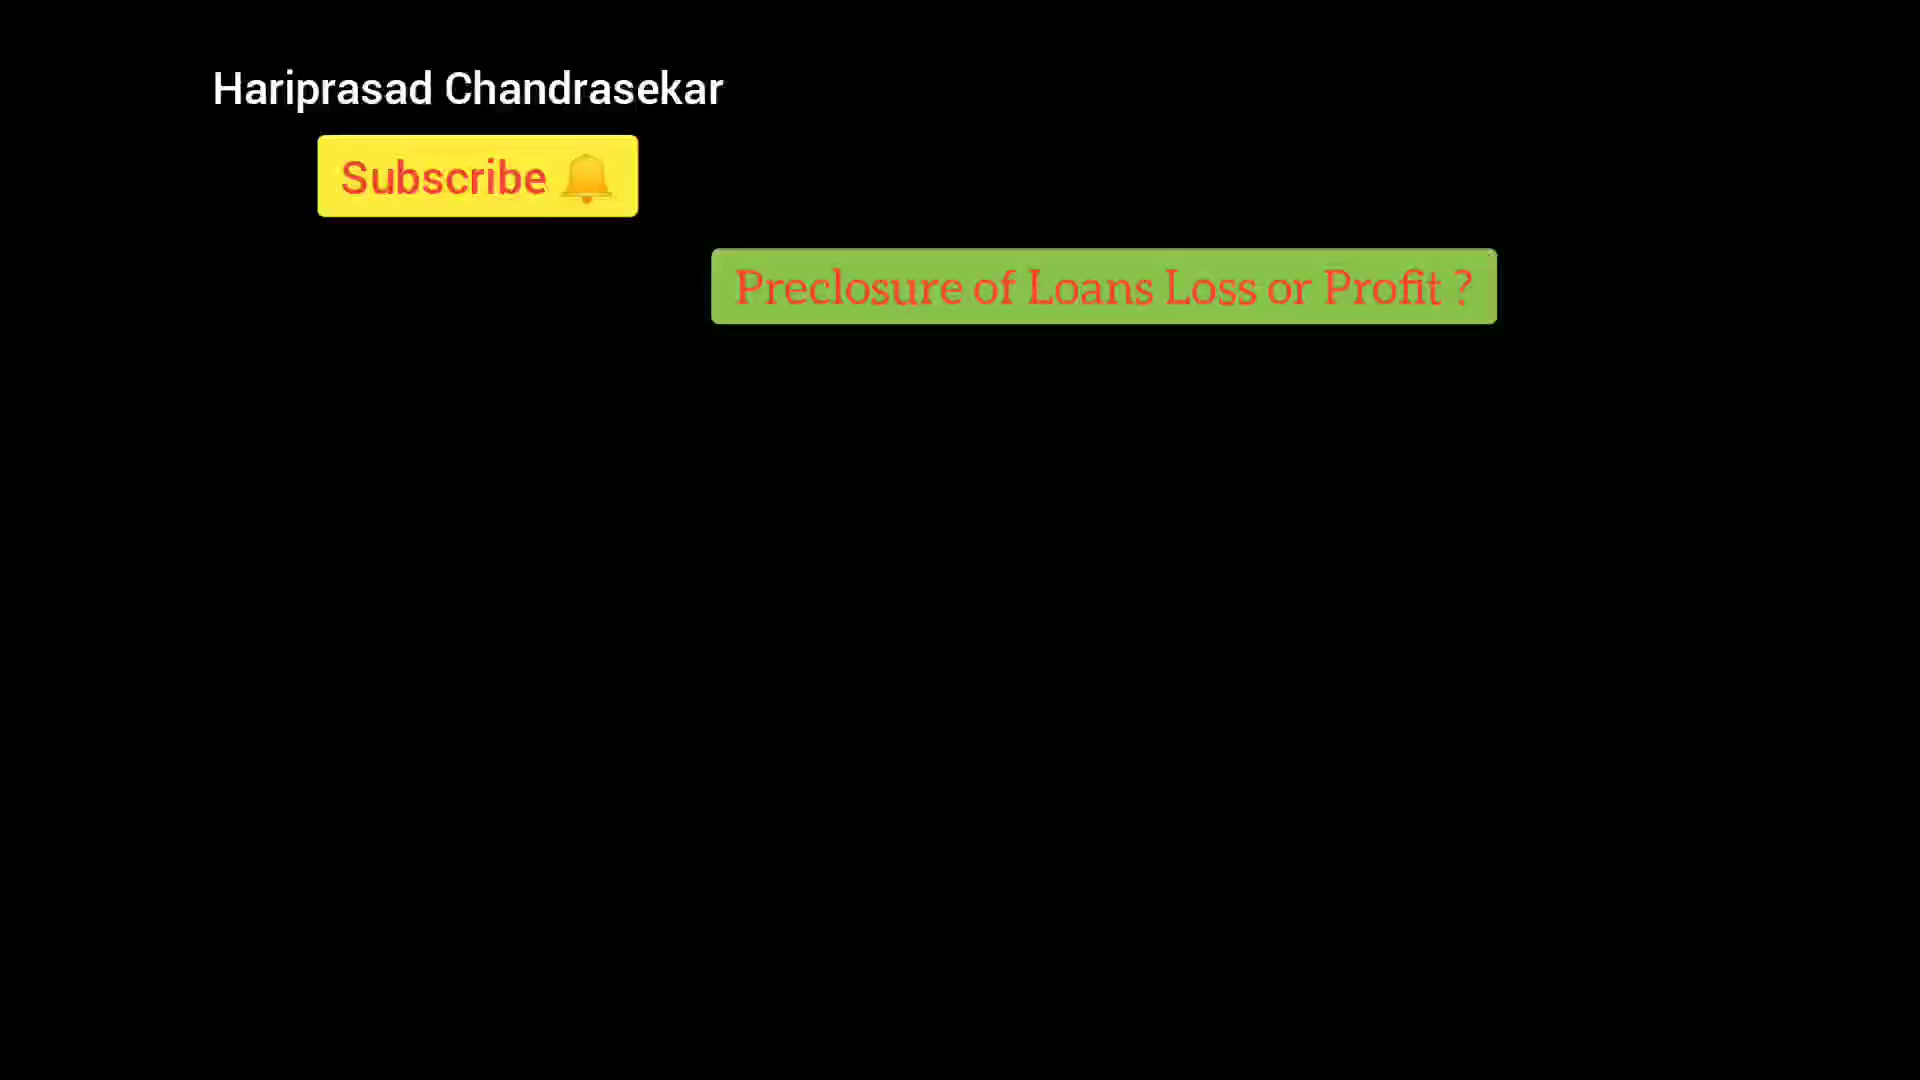 Hariprasad Chandrasekar
Subscribe 🔔
Preclosure of Loans Loss or Profit ?